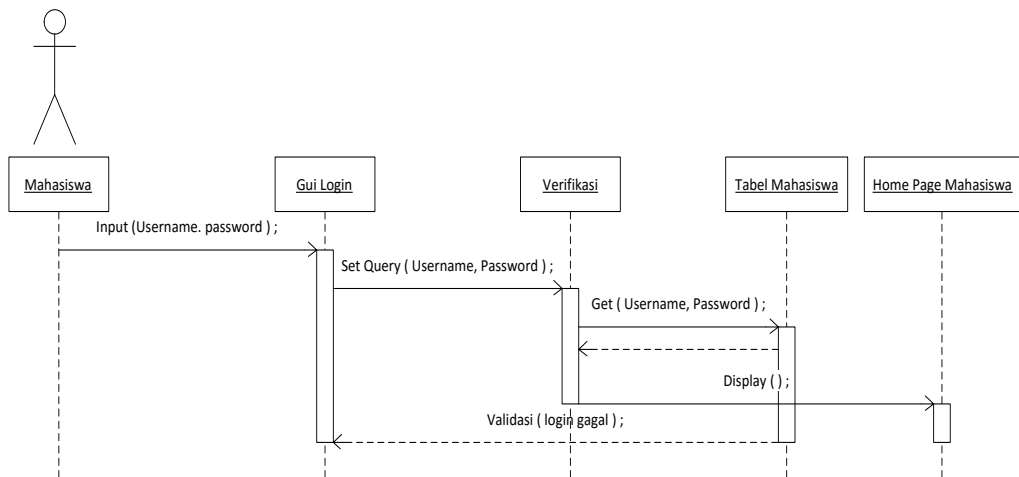 Mahasiswa
Gui Login
Verifikasi
Tabel Mahasiswa
Home Page Mahasiswa
Input (Username. password ) ;
Set Query ( Username, Password ) ;
Get ( Username, Password ) ;
Display ( ) ;
Validasi ( login gagal ) ;